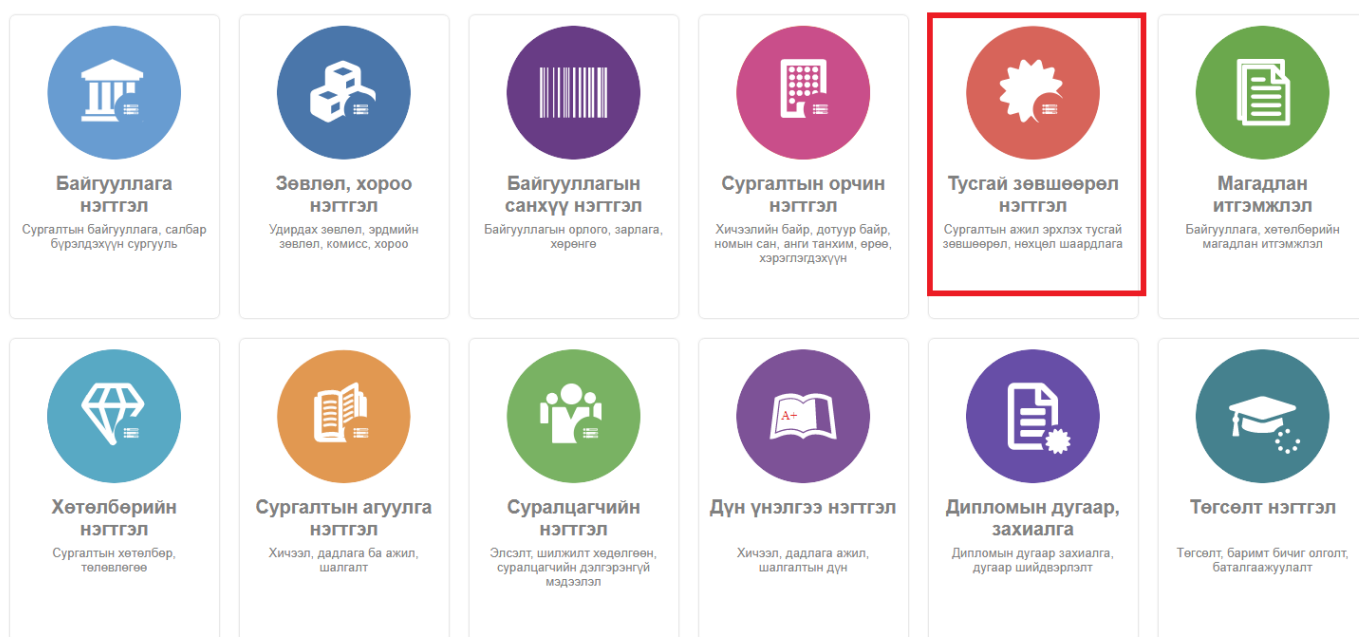 Байгууллага
нэгтгэл
Сургалтын байгууллага, салбар
бүрэлдэхүүн сургууль
Зөвлөл, хороо
нэгтгэл
Удирдах зөвлөл, эрдмийн
зөвлөл, комисс, хороо
Байгууллагын
санхүү нэгтгэл
Байгууллагын орлого, зарлага,
хөрөнгө
Сургалтын орчин
нэгтгэл
Хичээлийн байр, дотуур байр,
номын сан, анги танхим, өрөө,
хэрэглэгдэхүүн
Тусгай зөвшөөрөл
нэгтгэл
Сургалтын ажил эрхлэх тусгай
зөвшөөрөл, нөхцөл шаардлага
Магадлан
итгэмжлэл
Байгууллага, хөтөлбөрийн
магадлан итгэмжлэл
Хөтөлбөрийн
нэгтгэл
Сургалтын хөтөлбөр,
төлөвлөгөө
Сургалтын агуулга
нэгтгэл
Хичээл, дадлага ба ажил,
шалгалт
Суралцагчийн
нэгтгэл
Элсэлт, шилжилт хөдөлгөөн,
суралцагчийн дэлгэрэнгүй
мэдээлэл
A+
Дүн үнэлгээ нэгтгэл
Хичээл, дадлага ажил,
шалгалтын дүн
Дипломын дугаар,
захиалга
Дипломын дугаар захиалга,
дугаар шийдвэрлэлт
Төгсөлт нэгтгэл
Төгсөлт, баримт бичиг олголт,
баталгаажуулалт